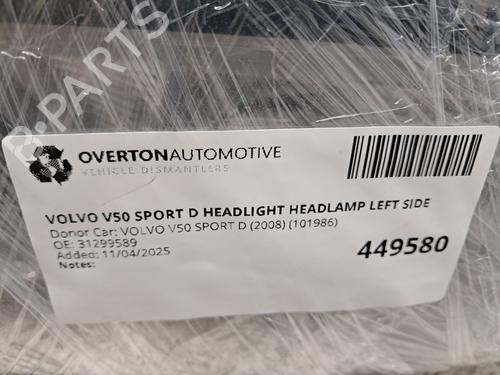 B-PARTS
OVERTONAUTOMOTIVE
VEHICLE DISMANTLERS
VOLVO V50 SPORT D HEADLIGHT HEADLAMP LEFT SIDE
Donor Car: VOLVO V50 SPORT D (2008) (101986)
OE: 31299589
Added: 11/04/2025
Notes:
449580